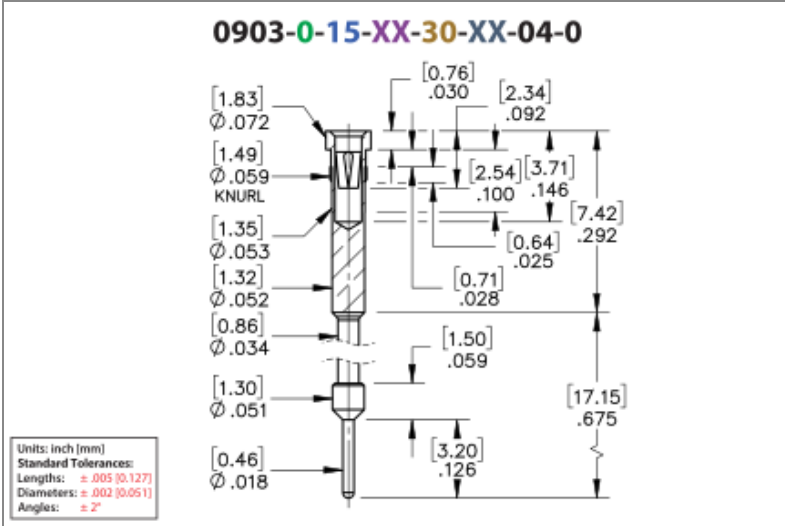 0903-0-15-XX-30-XX-04-0
[0.76]
.030
[2.34]
.092
[1.83]
Ø.072
[1.49]
Ø.059
KNURL
[2.54]
.100
[3.71]
.146
[7.42]
.292
[1.35]
Ø.053
[0.64]
.025
[1.32]
Ø.052
[0.71]
.028
[0.86]
Ø.034
[1.50]
.059
[1.30]
Ø.051
[17.15]
.675
[0.46]
Ø.018
[3.20]
.126
Units: inch [mm]
Standard Tolerances:
Lengths: ± .005 [0.127]
Diameters: ± .002 [0.051]
Angles: ± 2°